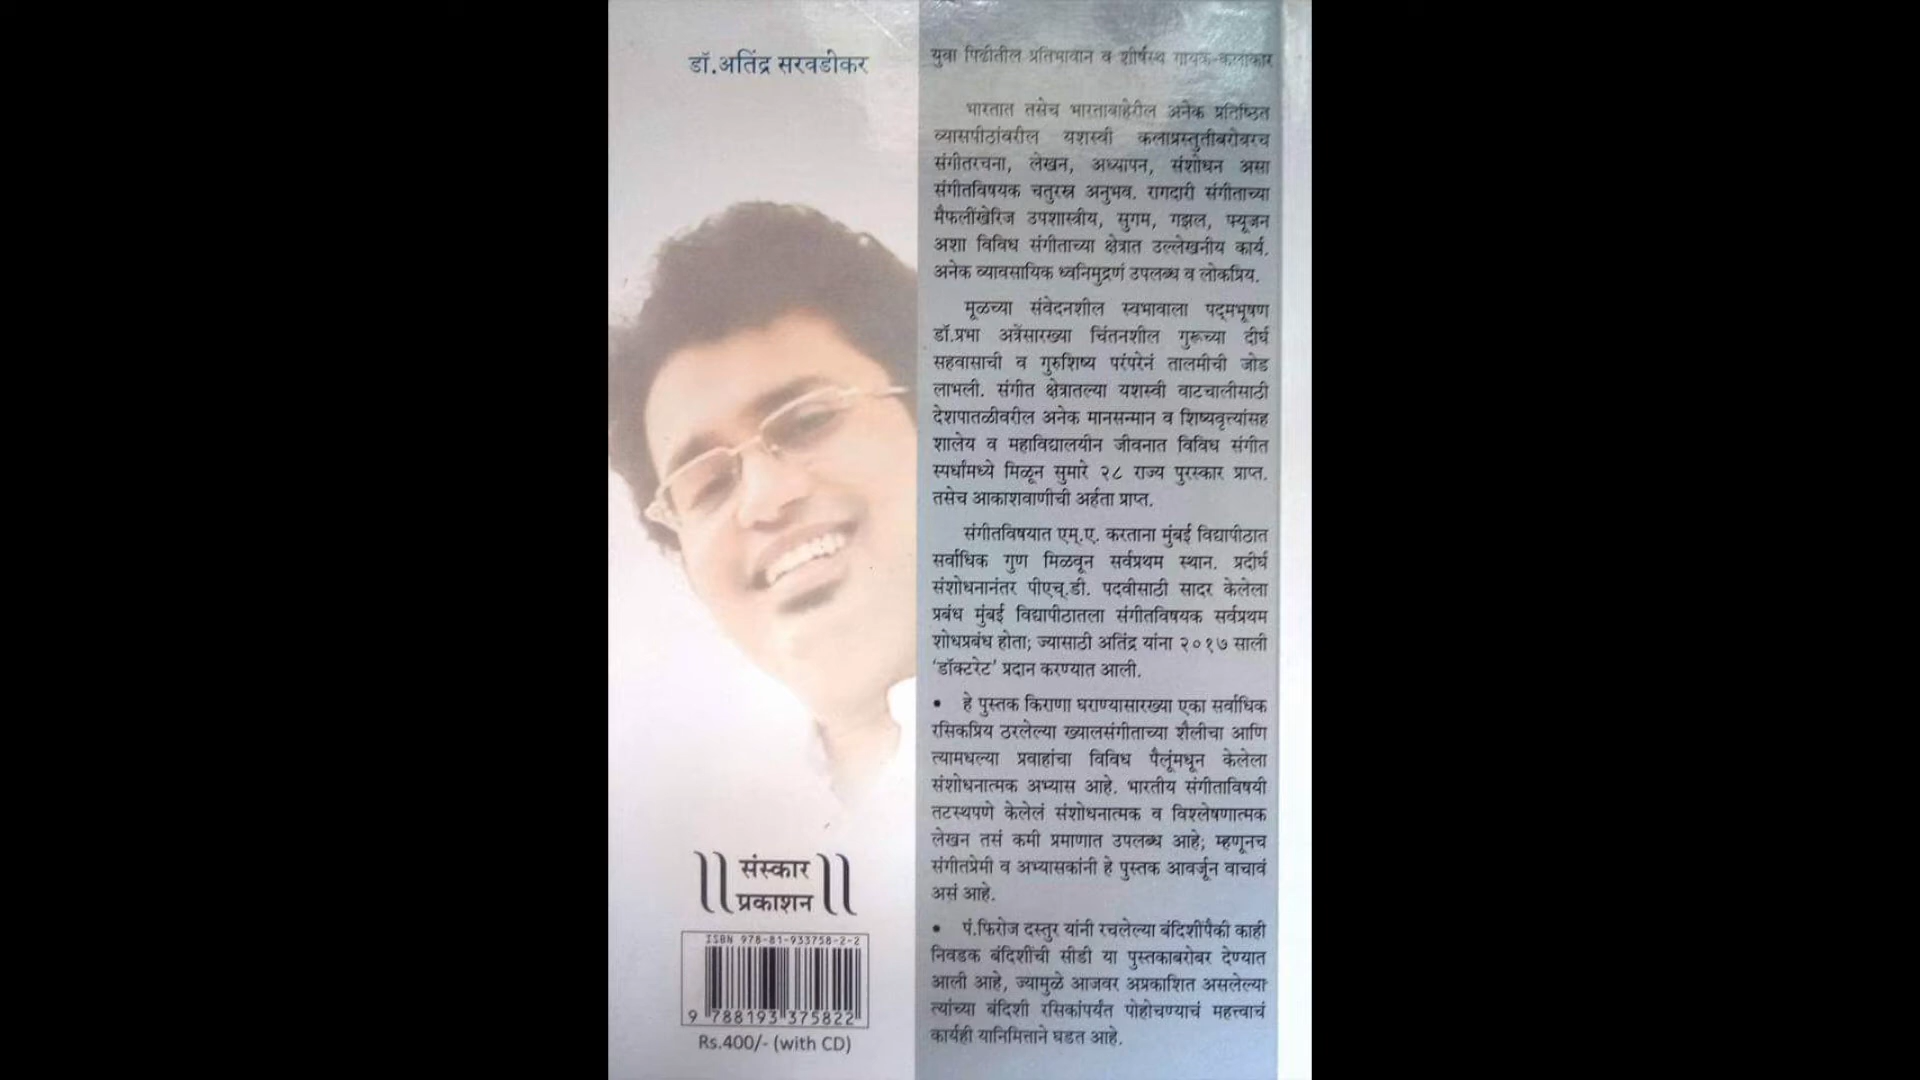 डॉ.अतिंद्र सरवडीकर
युवा पिढीतील प्रतिभावान व शीर्षस्थ गायक-कलाकार
भारतात तसेच भारताबाहेरील अनेक प्रतिष्ठित
व्यासपीठांवरील यशस्वी कलाप्रस्तुतीबरोबरच
संगीतरचना, लेखन, अध्यापन, संशोधन असा
संगीतविषयक चतुरस्त्र अनुभव. रागदारी संगीताच्या
मैफलींखेरिज उपशास्त्रीय, सुगम, गझल, फ्यूजन
अशा विविध संगीताच्या क्षेत्रात उल्लेखनीय कार्य.
अनेक व्यावसायिक ध्वनिमुद्रणं उपलब्ध व लोकप्रिय.
मूळच्या संवेदनशील स्वभावाला पद्मभूषण
डॉ.प्रभा अत्रेंसारख्या चिंतनशील गुरूच्या दीर्घ
सहवासाची व गुरुशिष्य परंपरेनं तालमीची जोड
लाभली. संगीत क्षेत्रातल्या यशस्वी वाटचालीसाठी
देशपातळीवरील अनेक मानसन्मान व शिष्यवृत्त्यांसह
शालेय व महाविद्यालयीन जीवनात विविध संगीत
स्पर्धांमध्ये मिळून सुमारे २८ राज्य पुरस्कार प्राप्त.
तसेच आकाशवाणीची अर्हता प्राप्त.
संगीतविषयात एम्.ए. करताना मुंबई विद्यापीठात
सर्वाधिक गुण मिळवून सर्वप्रथम स्थान. प्रदीर्घ
संशोधनानंतर पीएच्.डी. पदवीसाठी सादर केलेला
प्रबंध मुंबई विद्यापीठातला संगीतविषयक सर्वप्रथम
शोधप्रबंध होता; ज्यासाठी अतिंद्र यांना २०१७ साली
‘डॉक्टरेट’ प्रदान करण्यात आली.
• हे पुस्तक किराणा घराण्यासारख्या एका सर्वाधिक
रसिकप्रिय ठरलेल्या ख्यालसंगीताच्या शैलीचा आणि
त्यामधल्या प्रवाहांचा विविध पैलूंमधून केलेला
संशोधनात्मक अभ्यास आहे. भारतीय संगीताविषयी
तटस्थपणे केलेलं संशोधनात्मक व विश्लेषणात्मक
लेखन तसं कमी प्रमाणात उपलब्ध आहे; म्हणूनच
संगीतप्रेमी व अभ्यासकांनी हे पुस्तक आवर्जून वाचावं
असं आहे.
• पं.फिरोज दस्तुर यांनी रचलेल्या बंदिशींपैकी काही
निवडक बंदिशींची सीडी या पुस्तकाबरोबर देण्यात
आली आहे, ज्यामुळे आजवर अप्रकाशित असलेल्या
त्यांच्या बंदिशी रसिकांपर्यंत पोहोचण्याचं महत्त्वाचं
कार्यही यानिमित्ताने घडत आहे.
संस्कार
प्रकाशन
ISBN 978-81-933758-2-2
9 788193 375822
Rs.400/- (with CD)